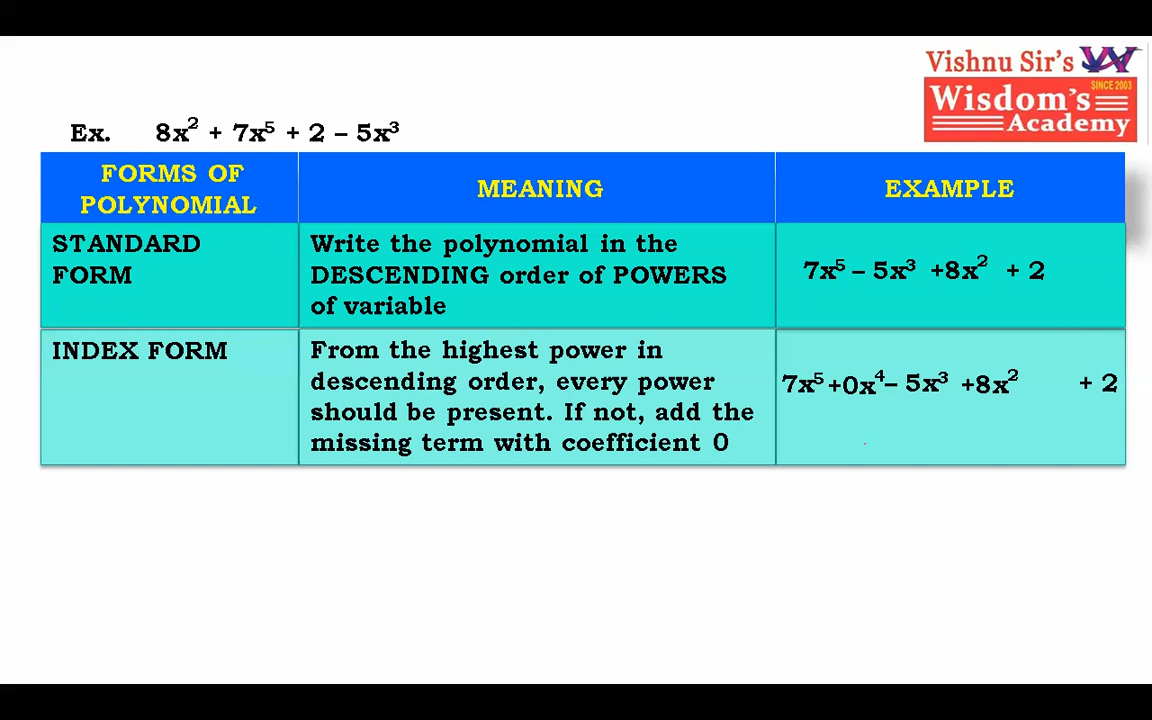 Vishnu Sir's
SINCE 2003
Wisdom's
Academy
Ex. 8x² + 7x⁵ + 2 – 5x³
FORMS OF
POLYNOMIAL
MEANING
EXAMPLE
STANDARD
FORM
Write the polynomial in the
DESCENDING order of POWERS
of variable
7x⁵ – 5x³ +8x² + 2
INDEX FORM
From the highest power in
descending order, every power
should be present. If not, add the
missing term with coefficient 0
7x⁵ +0x⁴ – 5x³ +8x² + 2